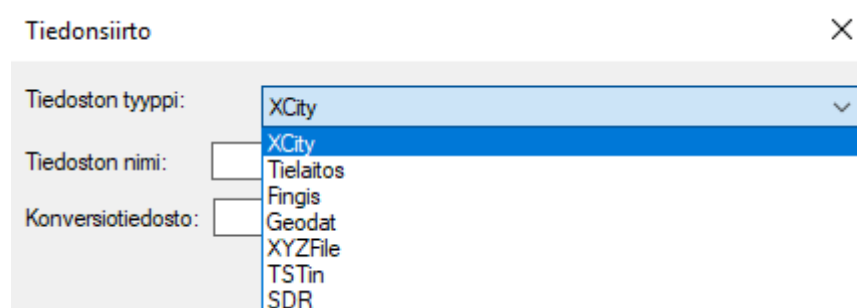 Tiedonsiirto
Tiedoston tyyppi: XCity
XCity
Tiedoston nimi:
Tielaitos
Fingis
Konversiotiedosto:
Geodat
XYZFile
TSTin
SDR